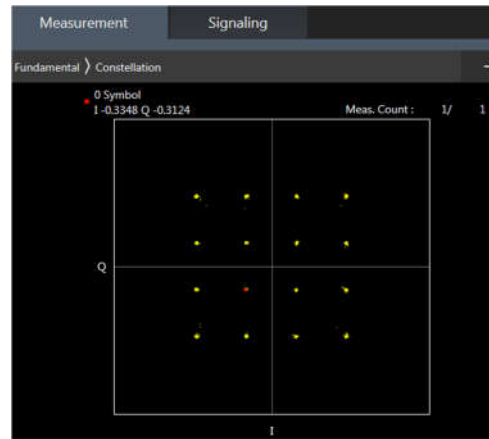 Measurement Signaling
Fundamental 〉 Constellation
0 Symbol
I -0.3348 Q -0.3124 Meas. Count : 1/ 1
Q
I